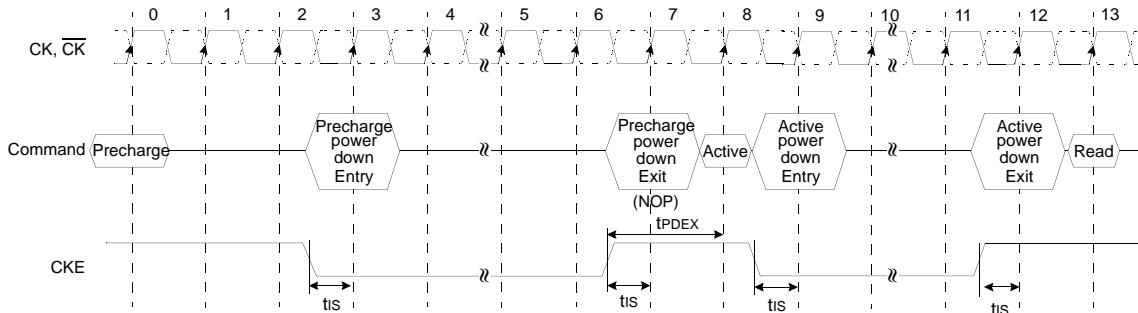 0 1 2 3 4 5 6 7 8 9 10 11 12 13
CK, CK
Command
Precharge
Precharge
power
down
Entry
Precharge
power
down
Exit
(NOP)
Active
Active
power
down
Entry
Active
power
down
Exit
Read
tPDEX
CKE
tIS
tIS
tIS
tIS